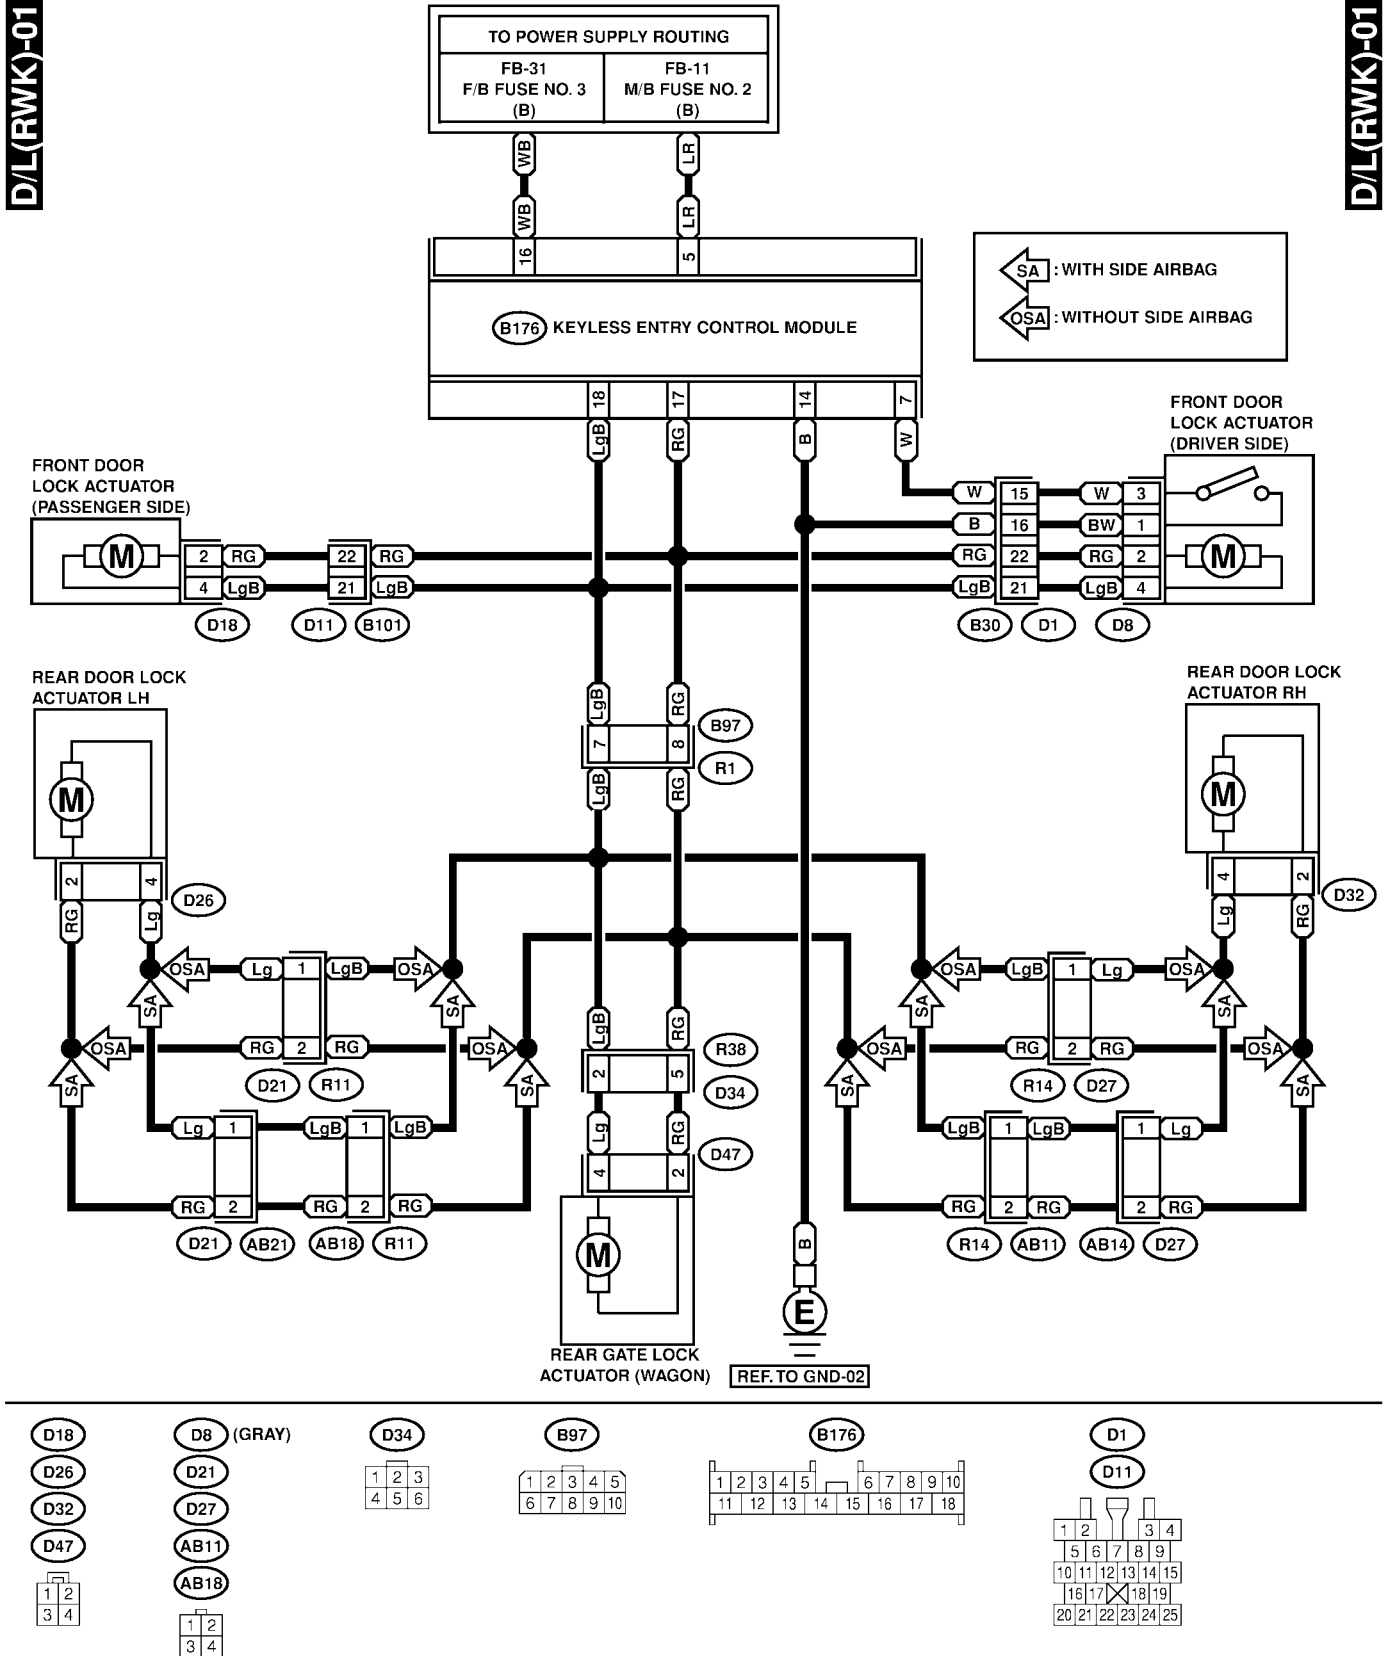 D/L(RWK)-01
D/L(RWK)-01
TO POWER SUPPLY ROUTING
FB-31
F/B FUSE NO. 3
(B)
FB-11
M/B FUSE NO. 2
(B)
WB
LR
WB
LR
16
5
B176 KEYLESS ENTRY CONTROL MODULE
SA : WITH SIDE AIRBAG
OSA : WITHOUT SIDE AIRBAG
18
17
14
7
LgB
RG
B
W
FRONT DOOR
LOCK ACTUATOR
(DRIVER SIDE)
FRONT DOOR
LOCK ACTUATOR
(PASSENGER SIDE)
W 15 W 3
B 16 BW 1
M 2 RG 22 RG
RG 22 RG 2 M
4 LgB 21 LgB
LgB 21 LgB 4
D18 D11 B101
B30 D1 D8
REAR DOOR LOCK
ACTUATOR LH
REAR DOOR LOCK
ACTUATOR RH
LgB RG
B97
7 8
R1
LgB RG
M
M
2 4
D26
RG Lg
4 2
D32
Lg RG
OSA Lg 1 LgB OSA
OSA LgB 1 Lg OSA
SA SA
SA SA
OSA RG 2 RG OSA
OSA RG 2 RG OSA
LgB RG
R38
2 5
D34
SA SA
SA SA
D21 R11
R14 D27
Lg RG
D47
4 2
Lg 1 LgB 1 LgB
LgB 1 LgB 1 Lg
RG 2 RG 2 RG
RG 2 RG 2 RG
D21 AB21 AB18 R11
R14 AB11 AB14 D27
M
B
E
REAR GATE LOCK
ACTUATOR (WAGON)
REF. TO GND-02
D18
D26
D32
D47
1 2
3 4
D8 (GRAY)
D21
D27
AB11
AB18
1 2
3 4
D34
1 2 3
4 5 6
B97
1 2 3 4 5
6 7 8 9 10
B176
1 2 3 4 5 6 7 8 9 10
11 12 13 14 15 16 17 18
D1
D11
1 2 3 4
5 6 7 8 9
10 11 12 13 14 15
16 17 18 19
20 21 22 23 24 25